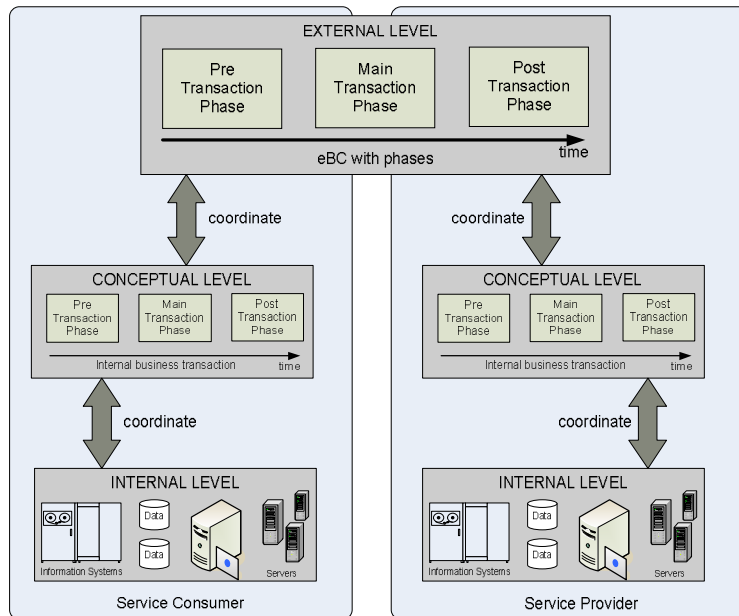 EXTERNAL LEVEL
Pre
Transaction
Phase
Main
Transaction
Phase
Post
Transaction
Phase
time
eBC with phases
coordinate
coordinate
CONCEPTUAL LEVEL
Pre
Transaction
Phase
Main
Transaction
Phase
Post
Transaction
Phase
Internal business transaction
time
CONCEPTUAL LEVEL
Pre
Transaction
Phase
Main
Transaction
Phase
Post
Transaction
Phase
Internal business transaction
time
coordinate
coordinate
INTERNAL LEVEL
Data
Data
Information Systems
Servers
INTERNAL LEVEL
Data
Data
Information Systems
Servers
Service Consumer
Service Provider